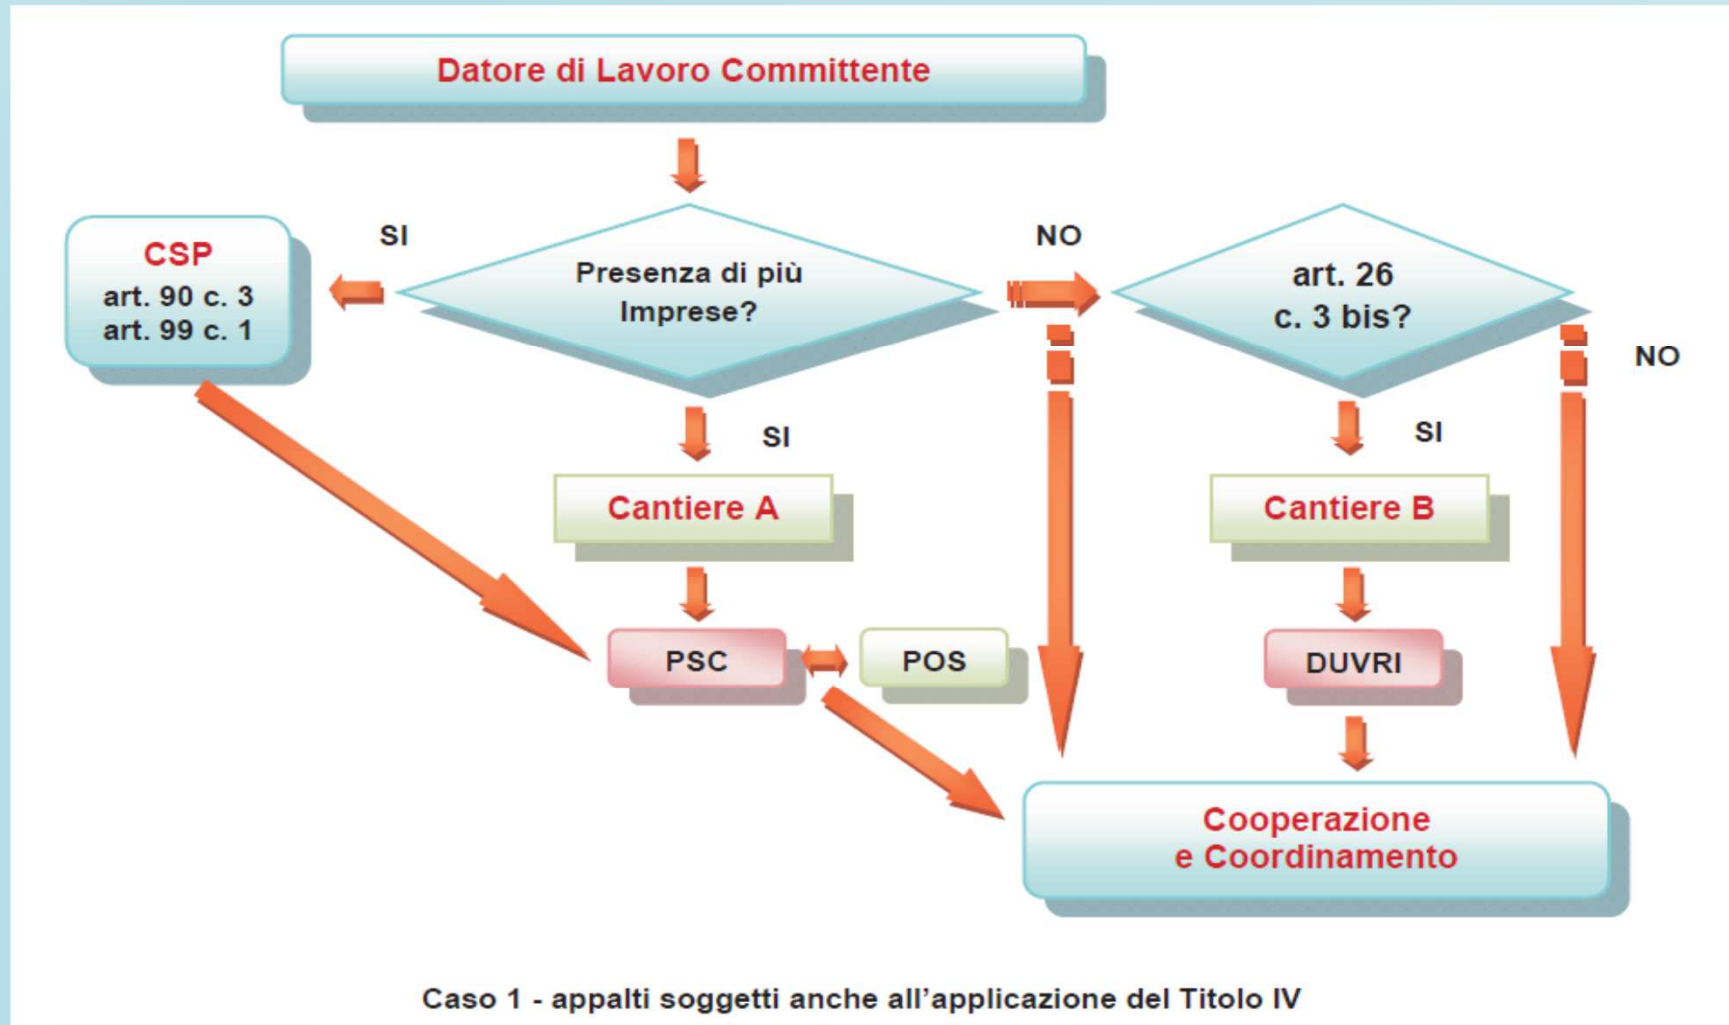 Datore di Lavoro Committente
SI
NO
CSP
art. 90 c. 3
art. 99 c. 1
Presenza di più
Imprese?
art. 26
c. 3 bis?
NO
SI
SI
Cantiere A
Cantiere B
PSC
POS
DUVRI
Cooperazione
e Coordinamento
Caso 1 - appalti soggetti anche all'applicazione del Titolo IV